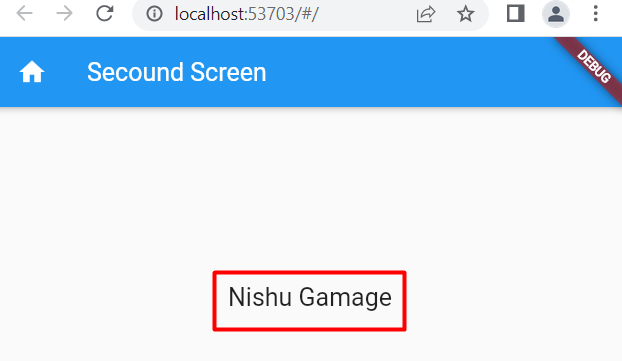 localhost:53703/#/
Secound Screen
DEBUG
Nishu Gamage